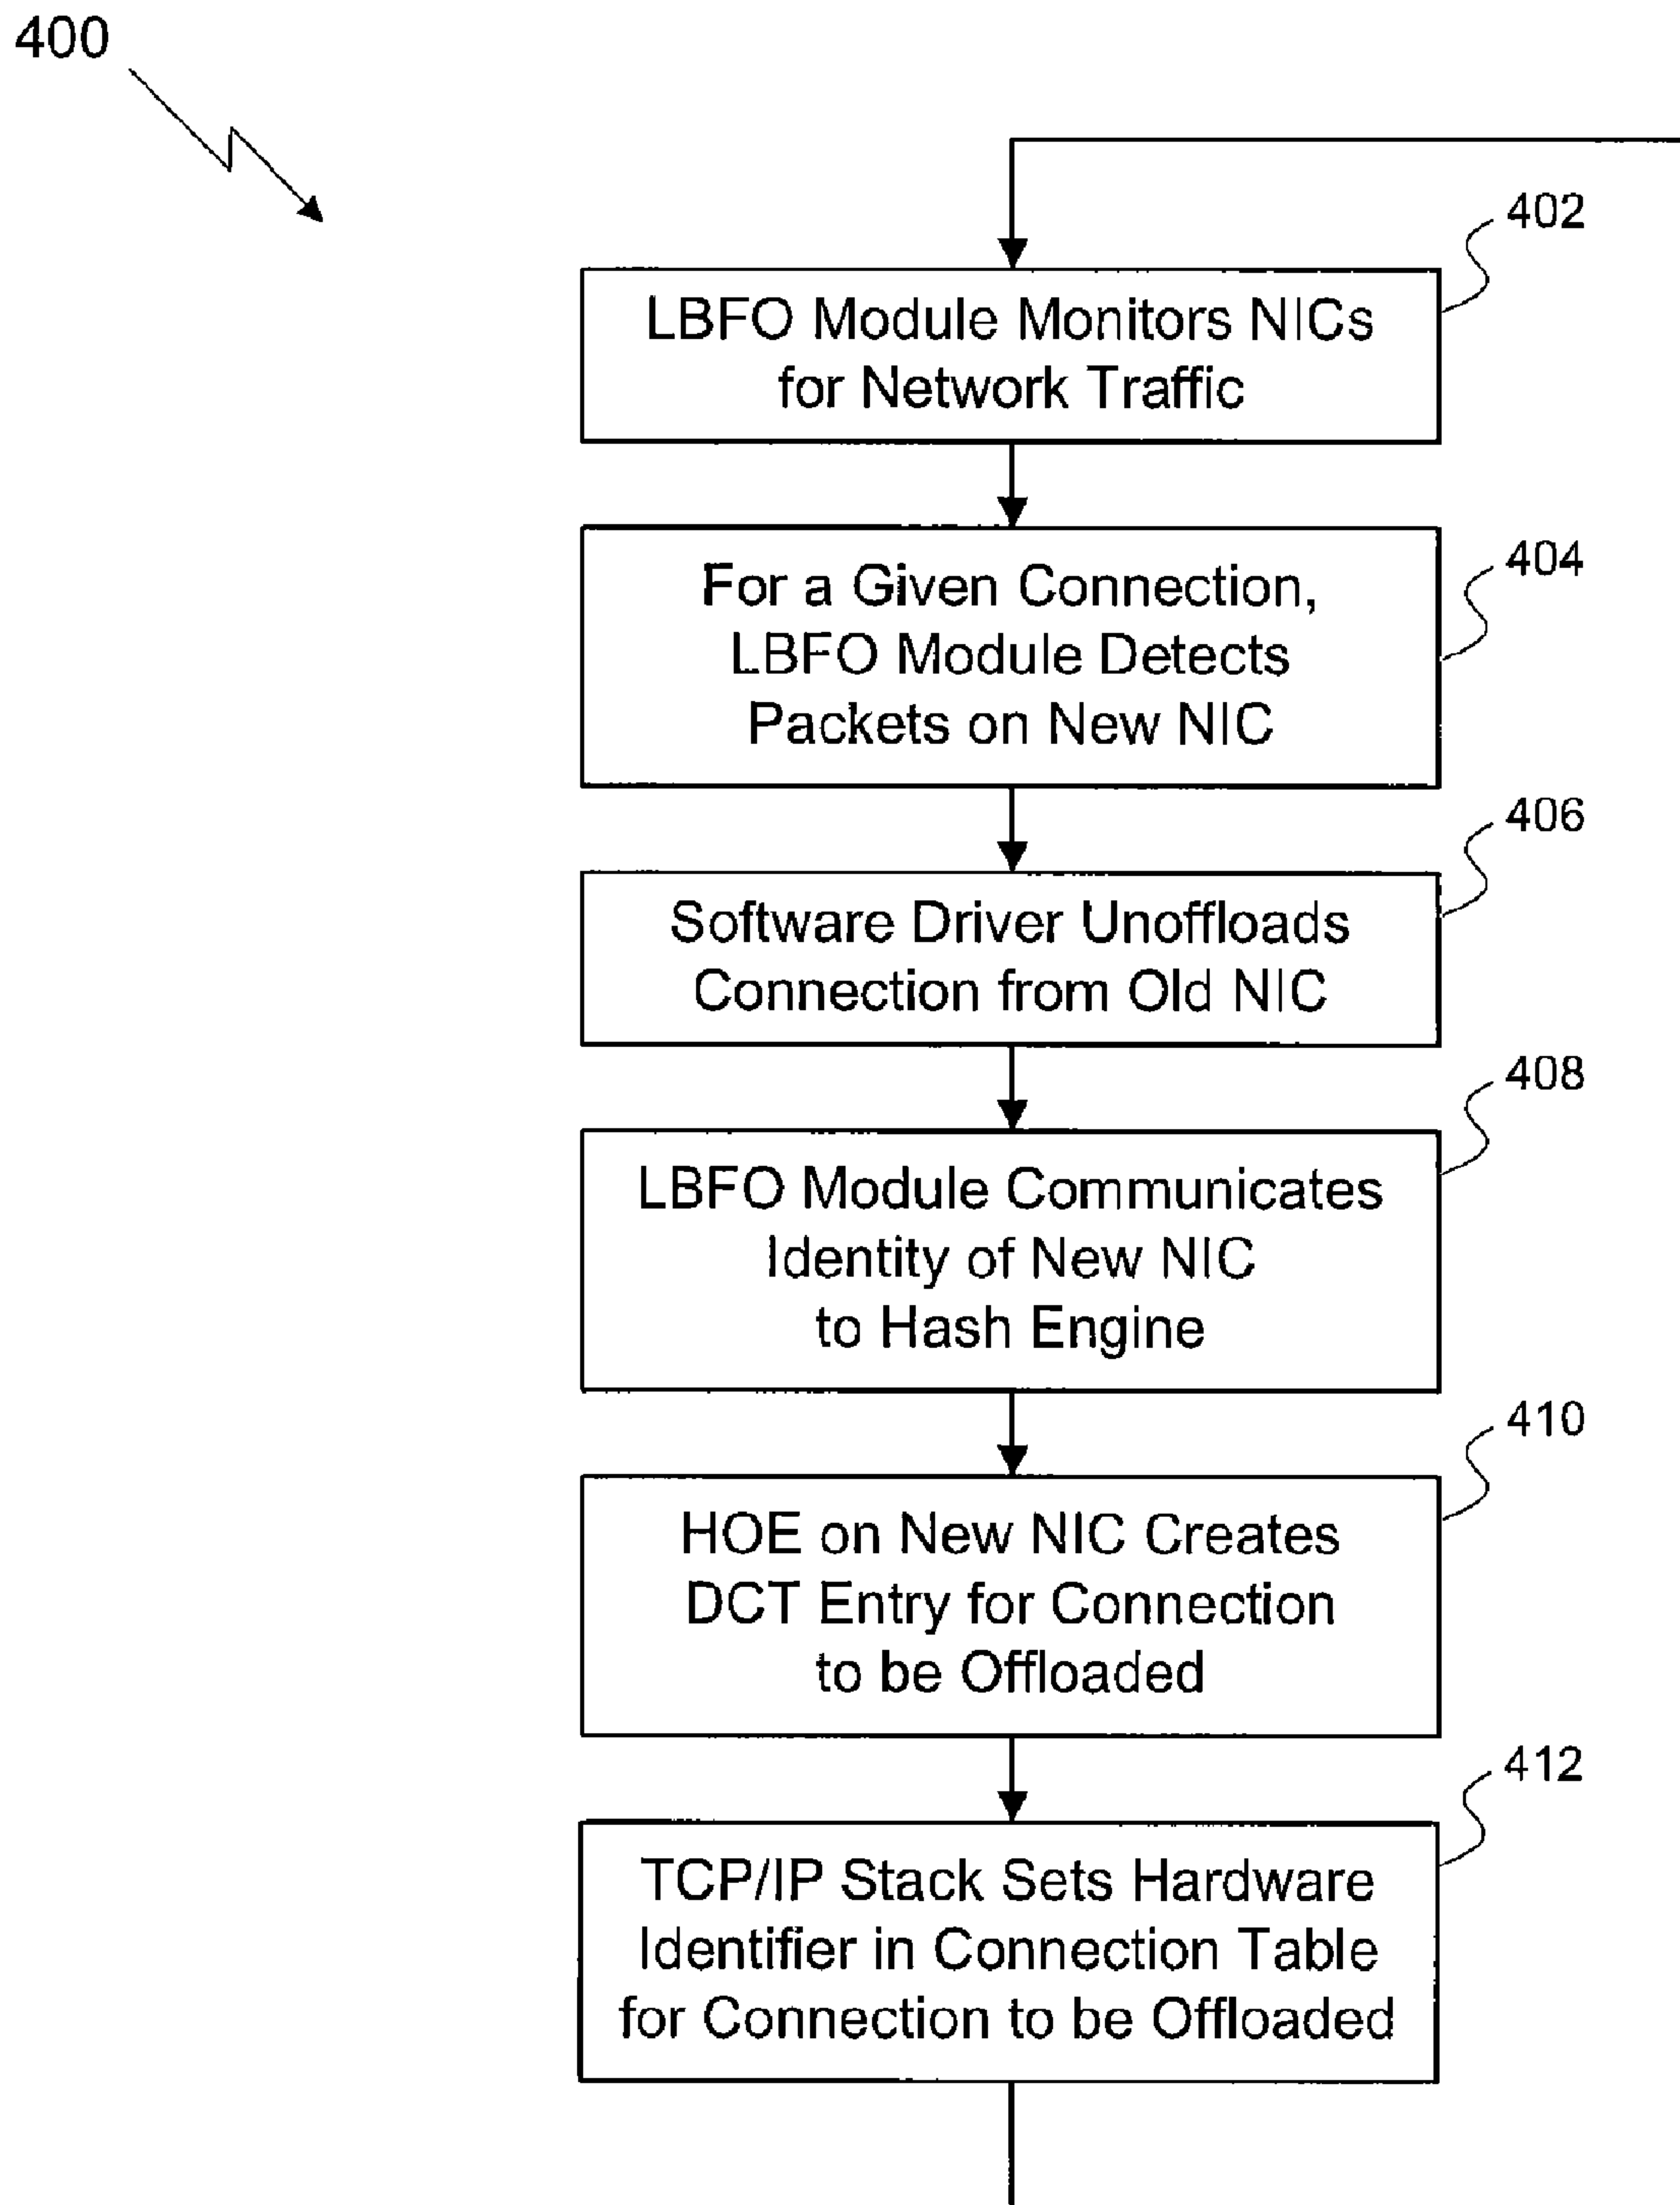 400
402
LBFO Module Monitors NICs
for Network Traffic
404
For a Given Connection,
LBFO Module Detects
Packets on New NIC
406
Software Driver Unoffloads
Connection from Old NIC
408
LBFO Module Communicates
Identity of New NIC
to Hash Engine
410
HOE on New NIC Creates
DCT Entry for Connection
to be Offloaded
412
TCP/IP Stack Sets Hardware
Identifier in Connection Table
for Connection to be Offloaded